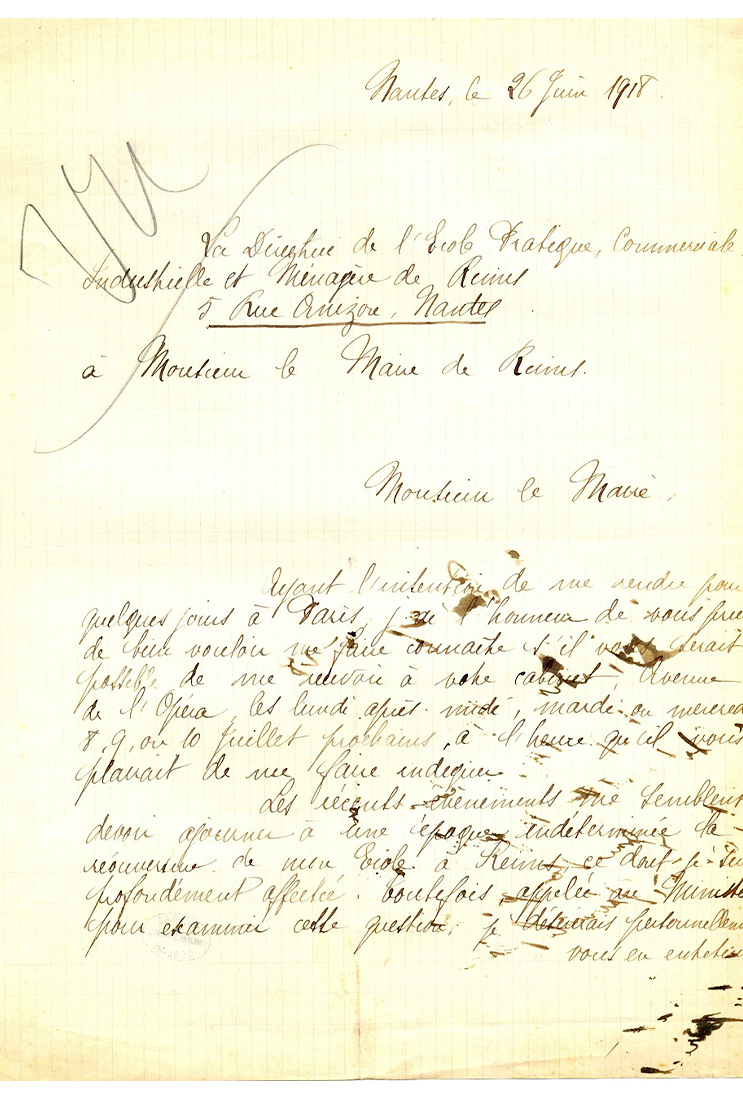 Nantes, le 26 Juin 1918.
Vu
La Directrice de l'Ecole Pratique, Commerciale,
Industrielle et Ménagère de Reims
5 Rue Nantes
à Monsieur le Maire de Reims.
Monsieur le Maire,
Ayant l'intention de me rendre pour
quelques jours à Paris, j'ai l'honneur de vous prier
de bien vouloir me faire connaître s'il vous serait
possible de me recevoir à votre cabinet, Avenue
de l'Opéra, les lundi après-midi, mardi ou mercredi
8, 9, ou 10 Juillet prochains, à l'heure qu'il vous
plairait de me faire indiquer.
Les récents évènements me semblent
devoir ajourner à une époque indéterminée la
réouverture de mon Ecole à Reims, ce dont je suis
profondément affectée. Toutefois, appelée au Ministère
pour examiner cette question, je désirais personnellement
vous en entretenir